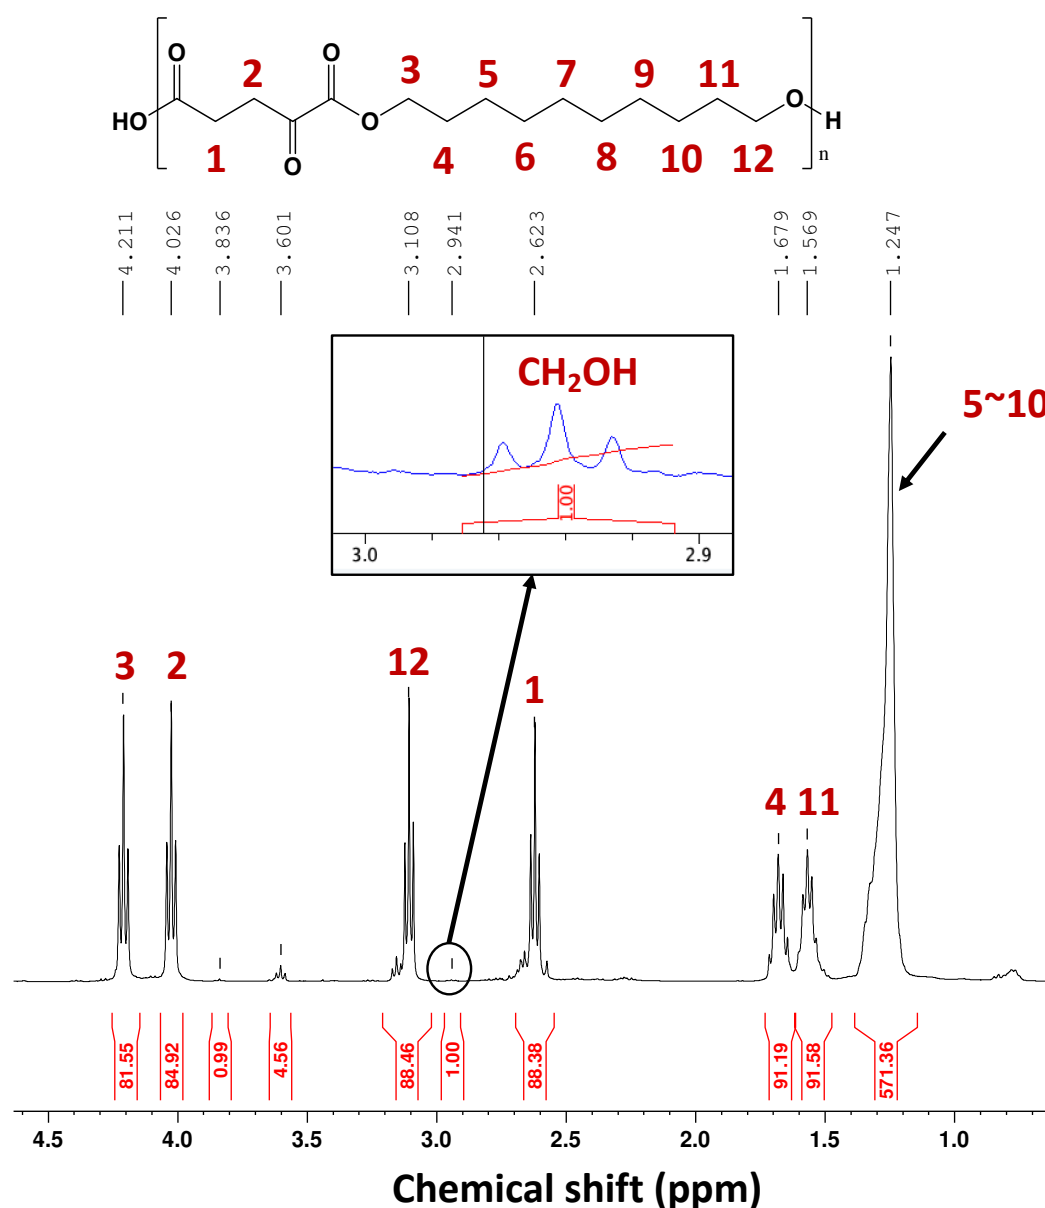 O O
2 3 5 7 9 11
HO O O H
1 O 4 6 8 10 12 n
4.211
4.026
3.836
3.601
3.108
2.941
2.623
1.679
1.569
1.247
CH₂OH
1.00
3.0 2.9
5~10
3 2 12 1 4 11
81.55
84.92
0.99
4.56
88.46
1.00
88.38
91.19
91.58
571.36
4.5 4.0 3.5 3.0 2.5 2.0 1.5 1.0
Chemical shift (ppm)